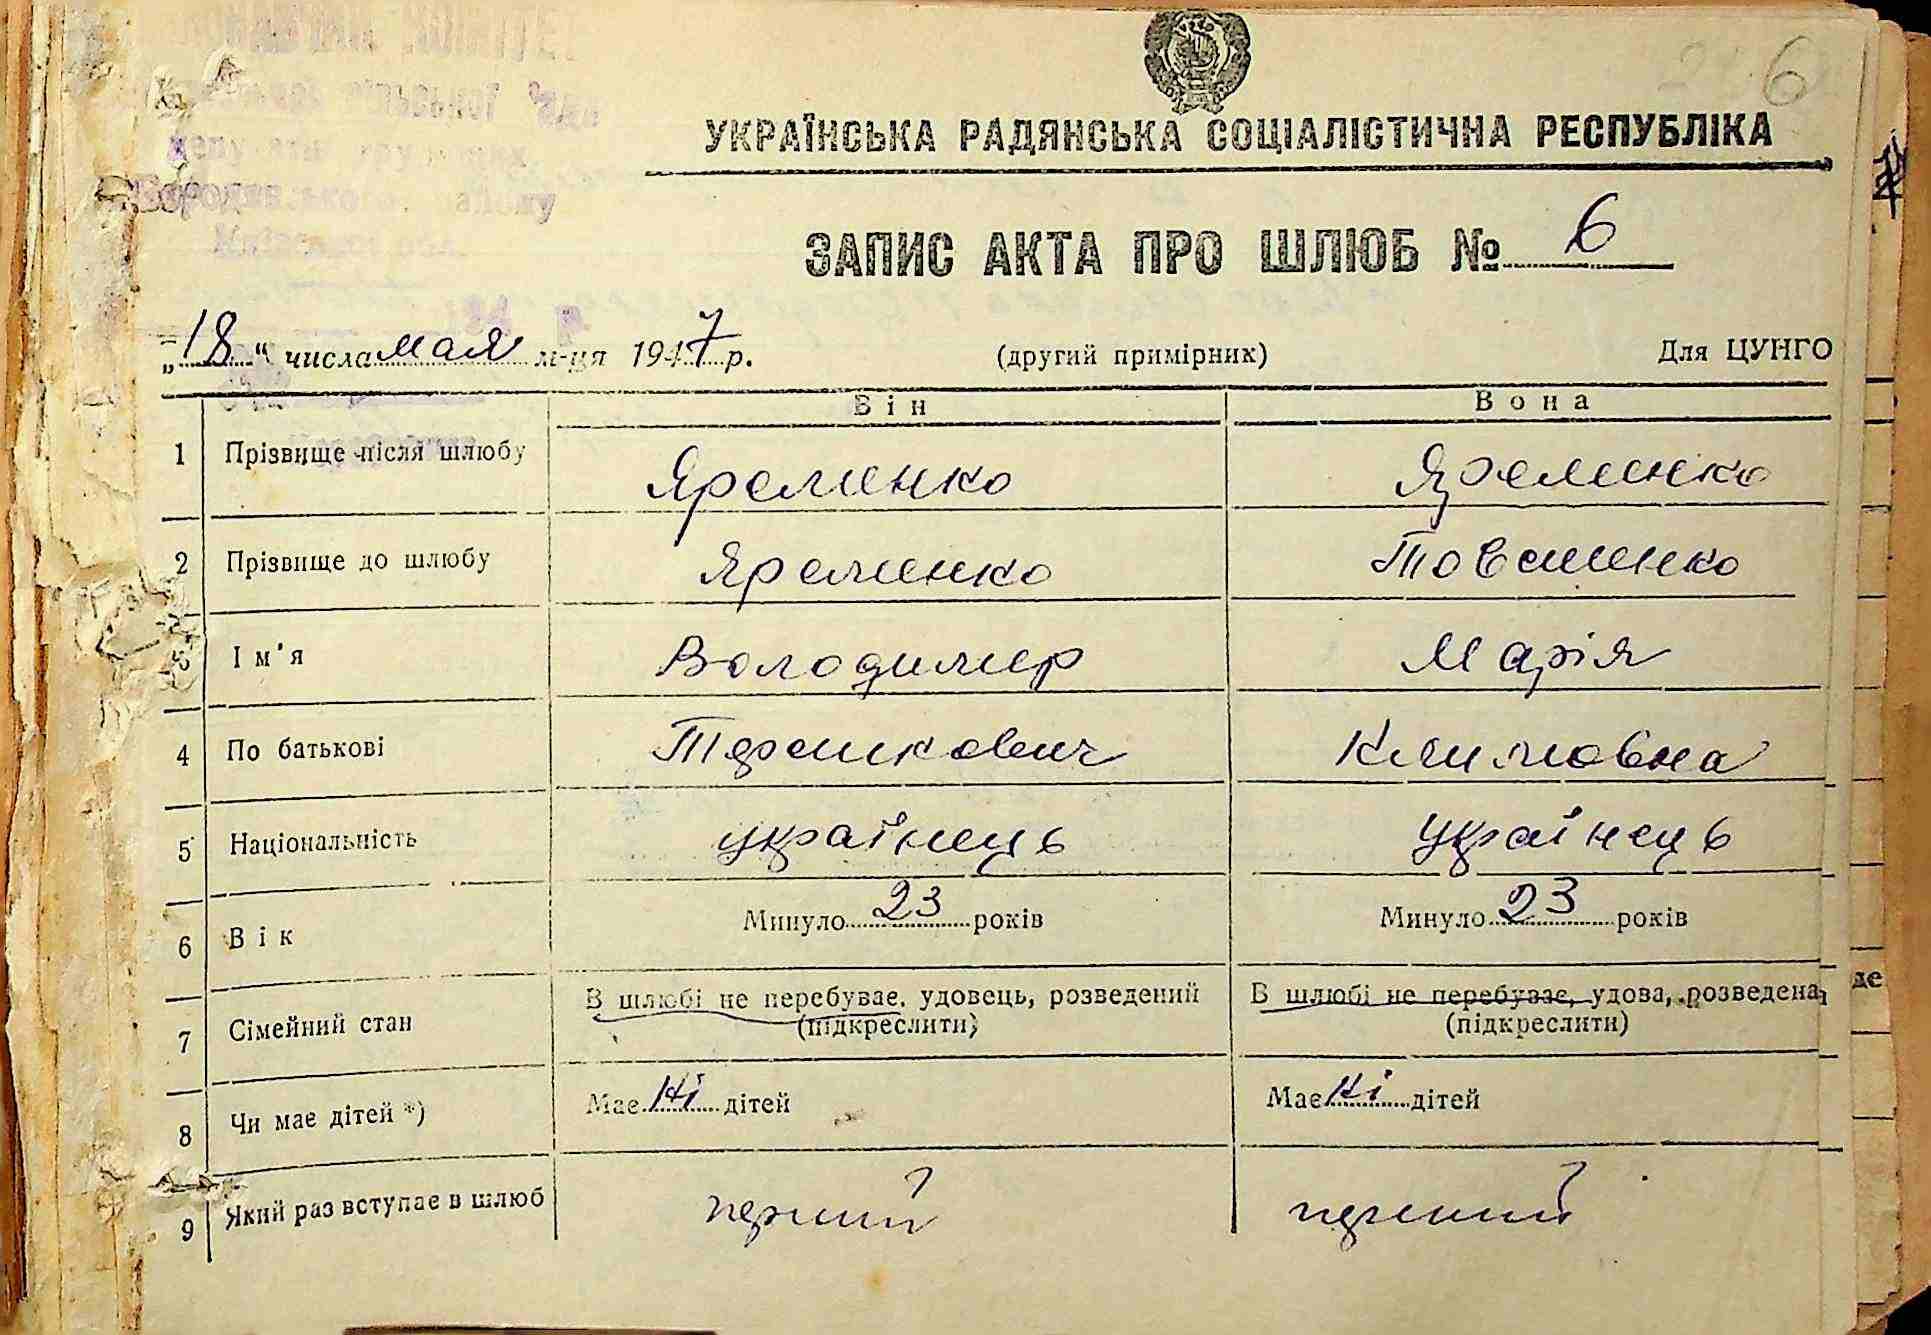 6
УКРАЇНСЬКА РАДЯНСЬКА СОЦІАЛІСТИЧНА РЕСПУБЛІКА
ЗАПИС АКТА ПРО ШЛЮБ № 6
„18“ числа мая м-ця 1947 р. (другий примірник) Для ЦУНГО
Він Вона
1 Прізвище після шлюбу Яременко Яременко
2 Прізвище до шлюбу Яременко
3 Ім'я Володимер Марія
4 По батькові Терешкович Климовна
5 Національність українець українець
6 Вік Минуло 23 років Минуло 23 років
7 Сімейний стан В шлюбі не перебуває, удовець, розведений В шлюбі не перебуває, удова, розведена
(підкреслити) (підкреслити)
8 Чи має дітей *) Має ні дітей Має ні дітей
9 Який раз вступає в шлюб перший перший